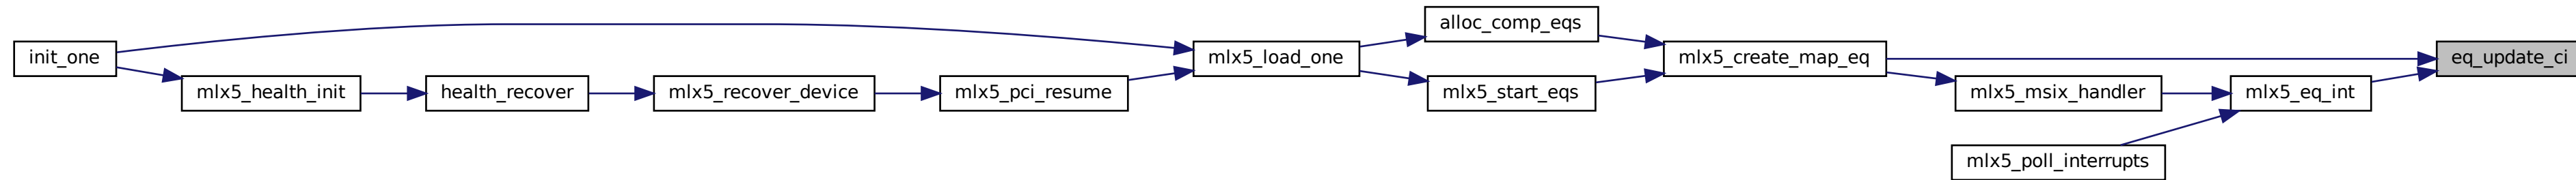 init_one
mlx5_health_init
health_recover
mlx5_recover_device
mlx5_pci_resume
mlx5_load_one
alloc_comp_eqs
mlx5_start_eqs
mlx5_create_map_eq
mlx5_msix_handler
mlx5_poll_interrupts
mlx5_eq_int
eq_update_ci